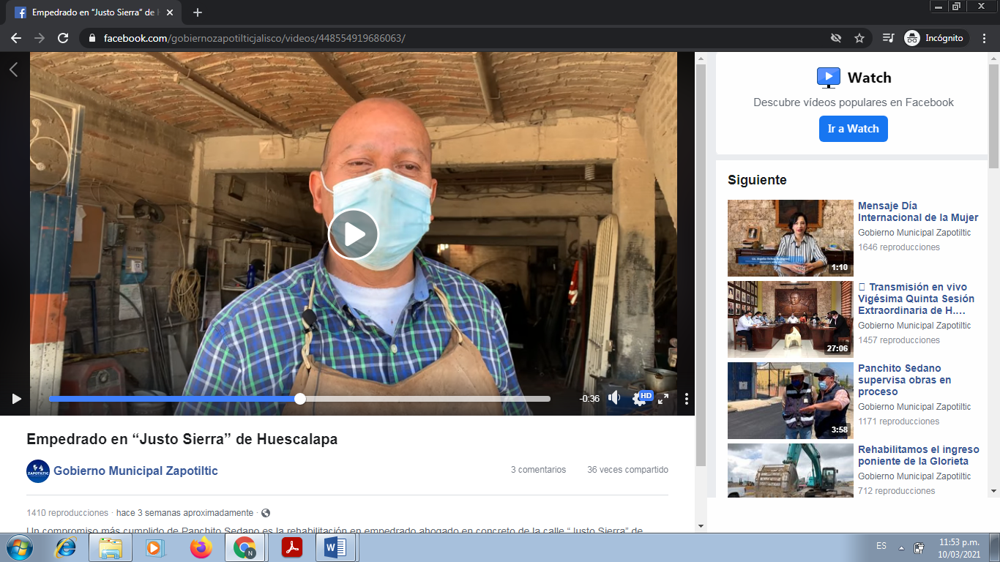 Empedrado en “Justo Sierra” de H
facebook.com/gobiernozapotilticjalisco/videos/448554919686063/
Incógnito
-0:36
HD
Empedrado en “Justo Sierra” de Huescalapa
ZAPOTILTIC
Gobierno Municipal Zapotiltic
3 comentarios
36 veces compartido
1410 reproducciones · hace 3 semanas aproximadamente ·
Un compromiso más cumplido de Panchito Sedano es la rehabilitación en empedrado ahogado en concreto de la calle “Justo Sierra” de
Watch
Descubre vídeos populares en Facebook
Ir a Watch
Siguiente
Mensaje Día
Internacional de la Mujer
Gobierno Municipal Zapotiltic
1646 reproducciones
1:10
Transmisión en vivo
Vigésima Quinta Sesión
Extraordinaria de H....
Gobierno Municipal Zapotiltic
1457 reproducciones
27:06
Panchito Sedano
supervisa obras en
proceso
Gobierno Municipal Zapotiltic
1171 reproducciones
3:58
Rehabilitamos el ingreso
poniente de la Glorieta
Gobierno Municipal Zapotiltic
712 reproducciones
N
ES
11:53 p.m.
10/03/2021